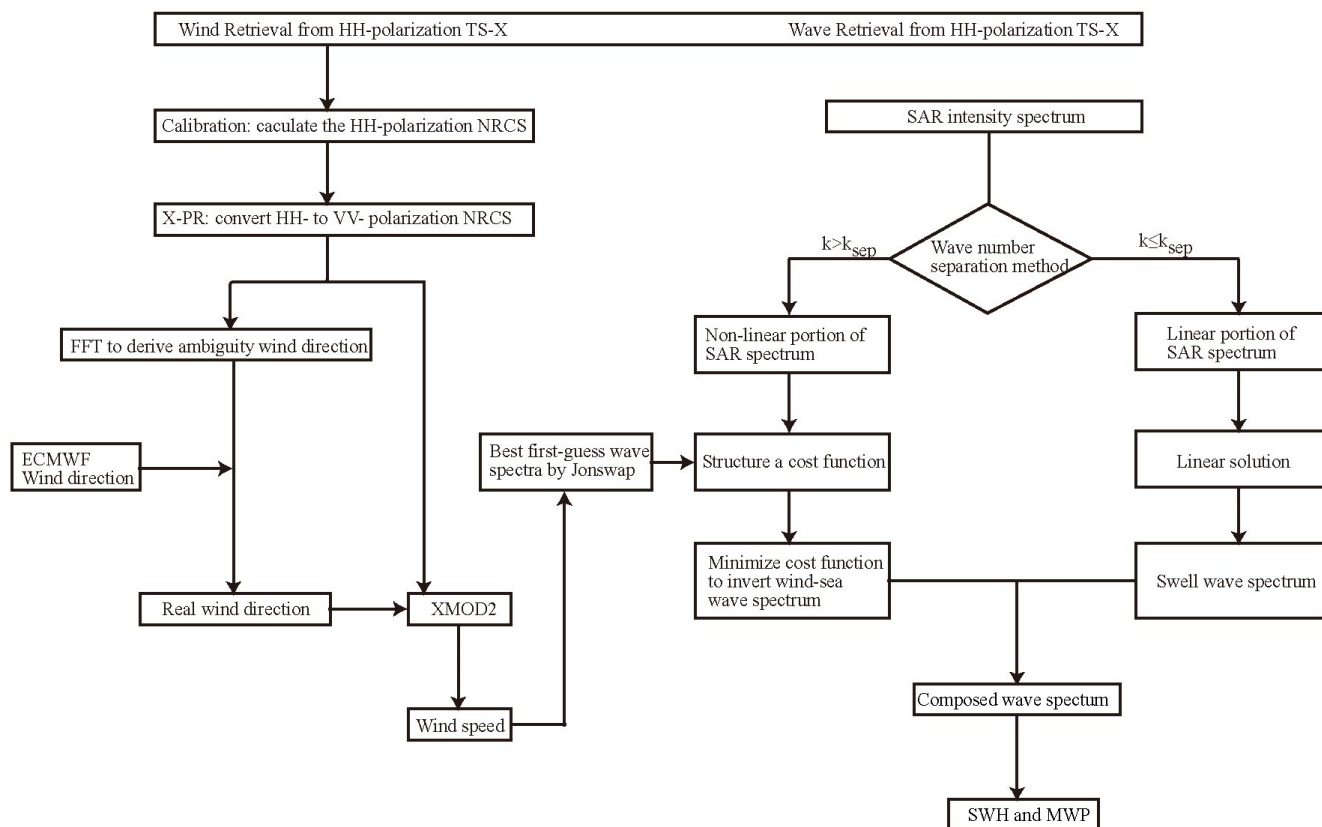 Wind Retrieval from HH-polarization TS-X
Wave Retrieval from HH-polarization TS-X
Calibration: caculate the HH-polarization NRCS
X-PR: convert HH- to VV- polarization NRCS
FFT to derive ambiguity wind direction
ECMWF
Wind direction
Real wind direction
XMOD2
Wind speed
Best first-guess wave
spectra by Jonswap
SAR intensity spectrum
Wave number
separation method
k>ksep
k≤ksep
Non-linear portion of
SAR spectrum
Linear portion of
SAR spectrum
Structure a cost function
Linear solution
Minimize cost function
to invert wind-sea
wave spectrum
Swell wave spectrum
Composed wave spectum
SWH and MWP